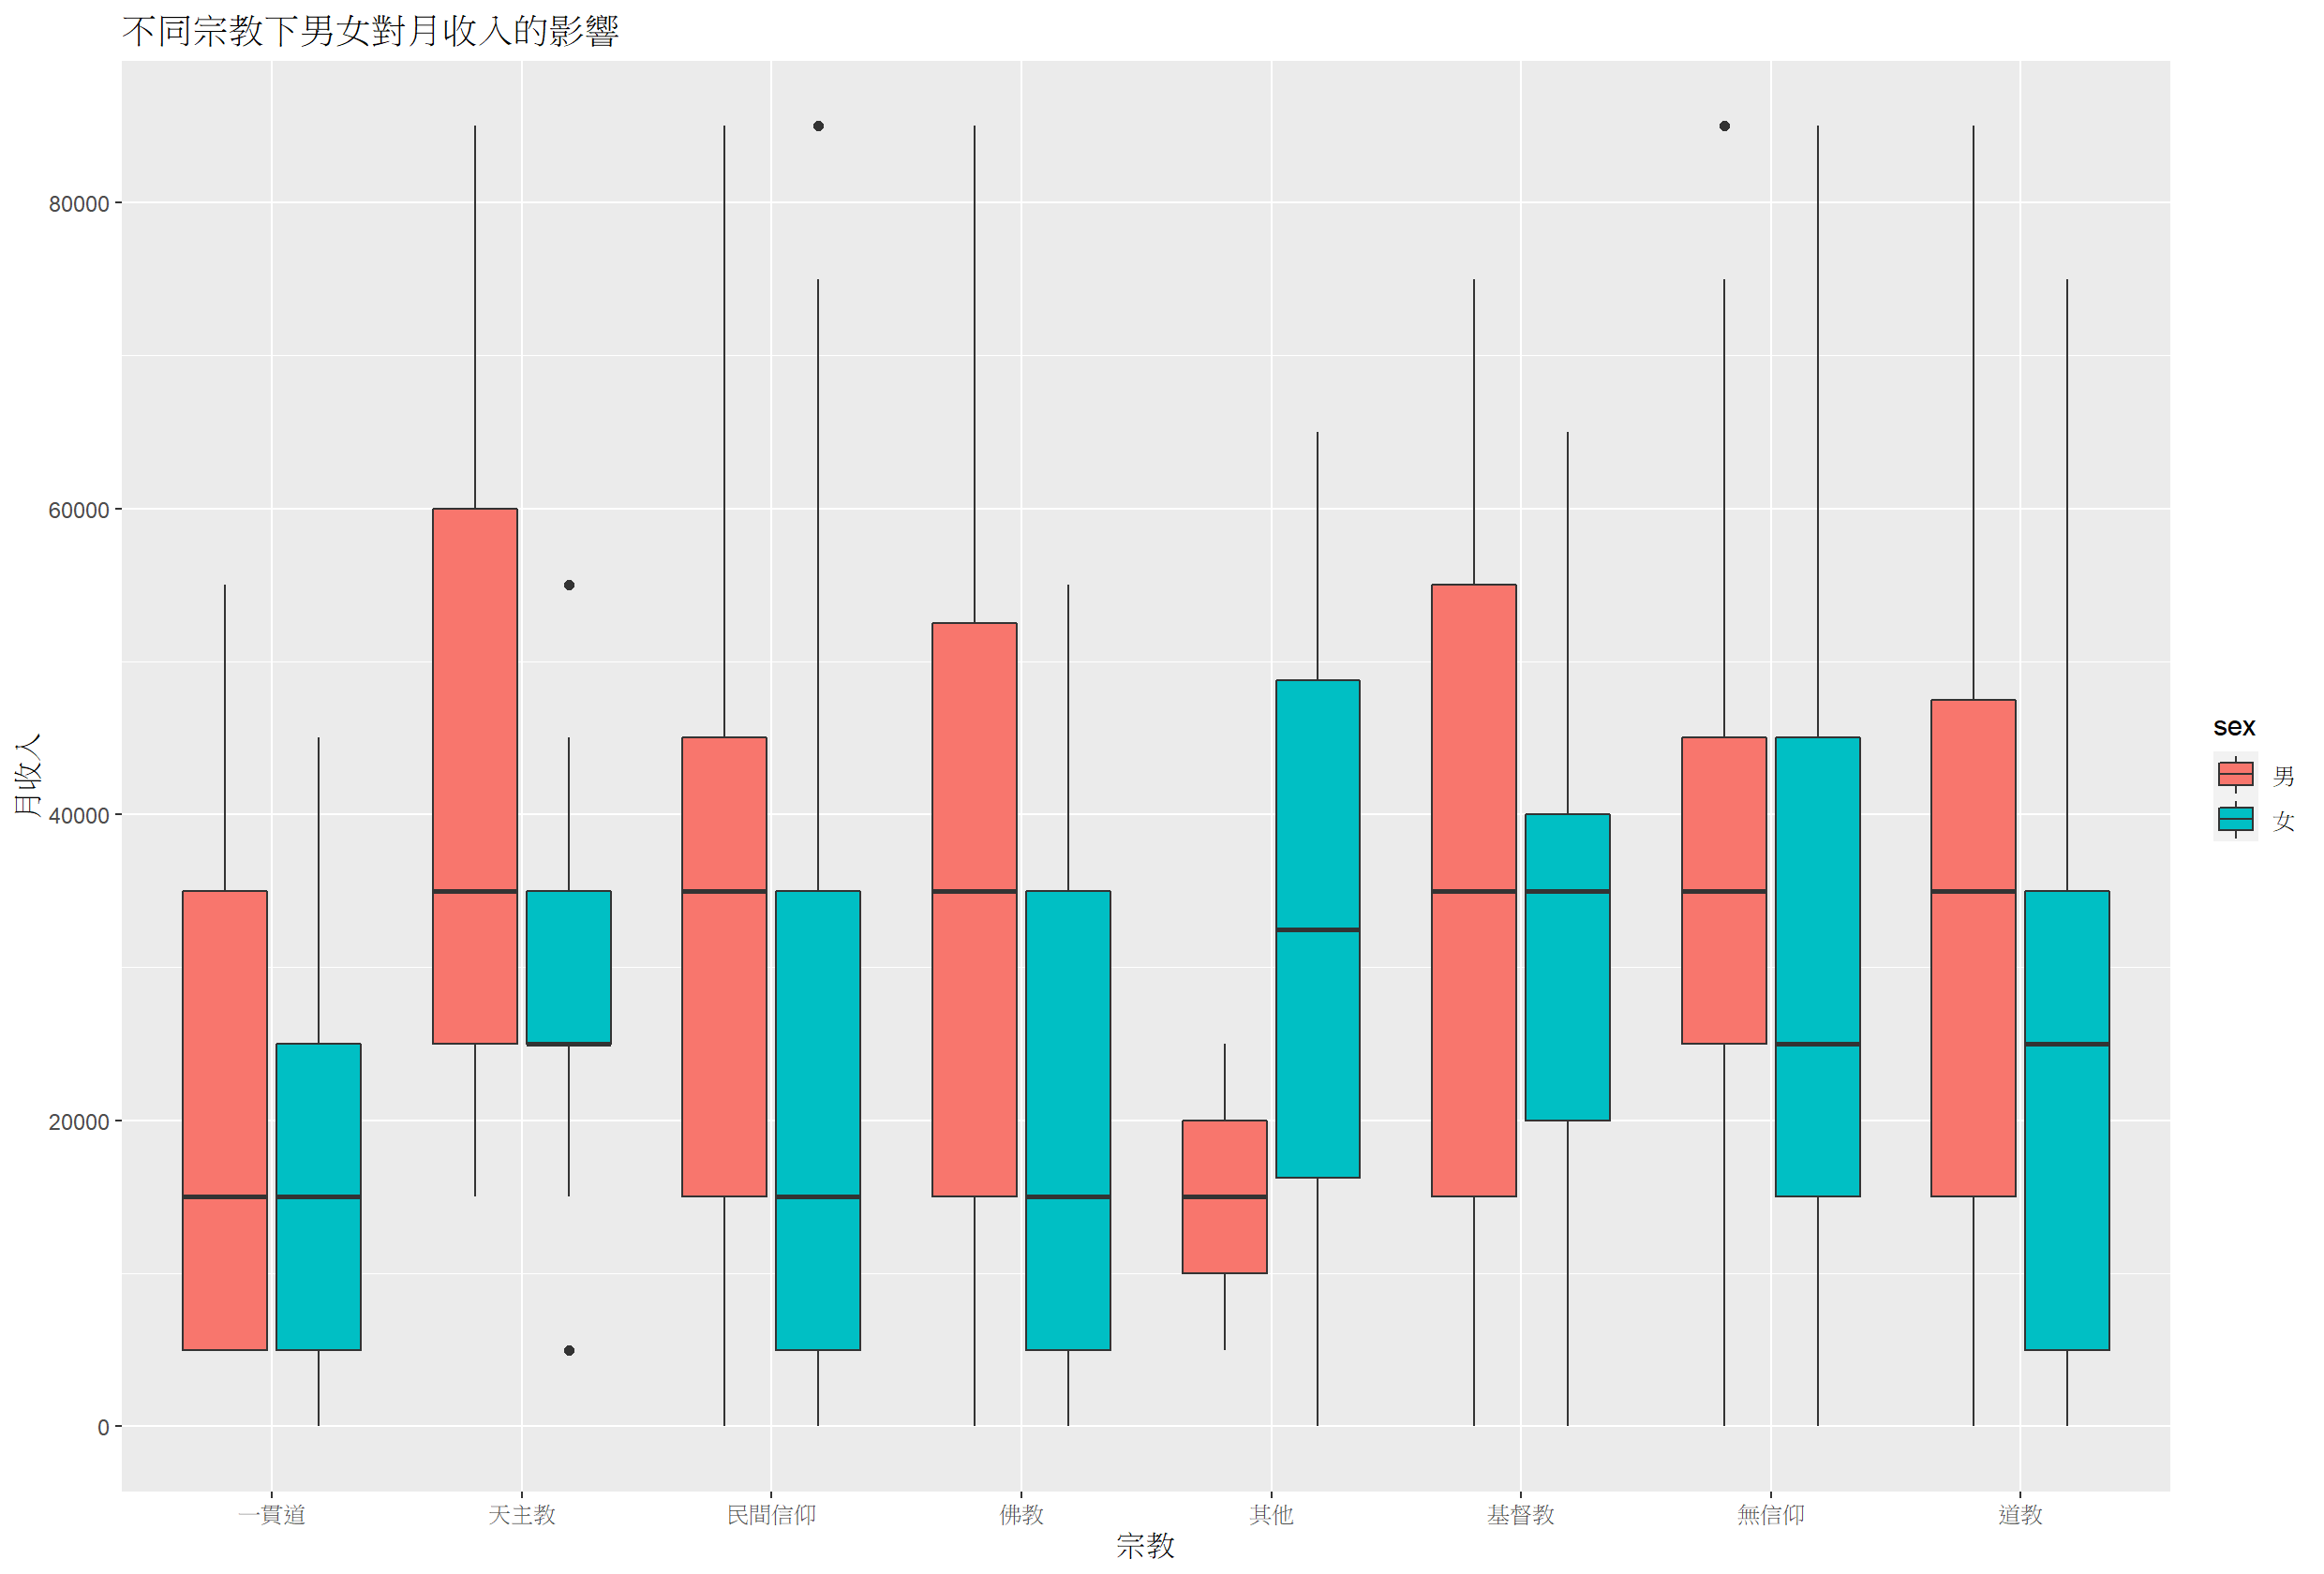 不同宗教下男女對月收入的影響
80000
60000
40000
20000
0
月收入
一貫道 天主教 民間信仰 佛教 其他 基督教 無信仰 道教
宗教
sex
男
女